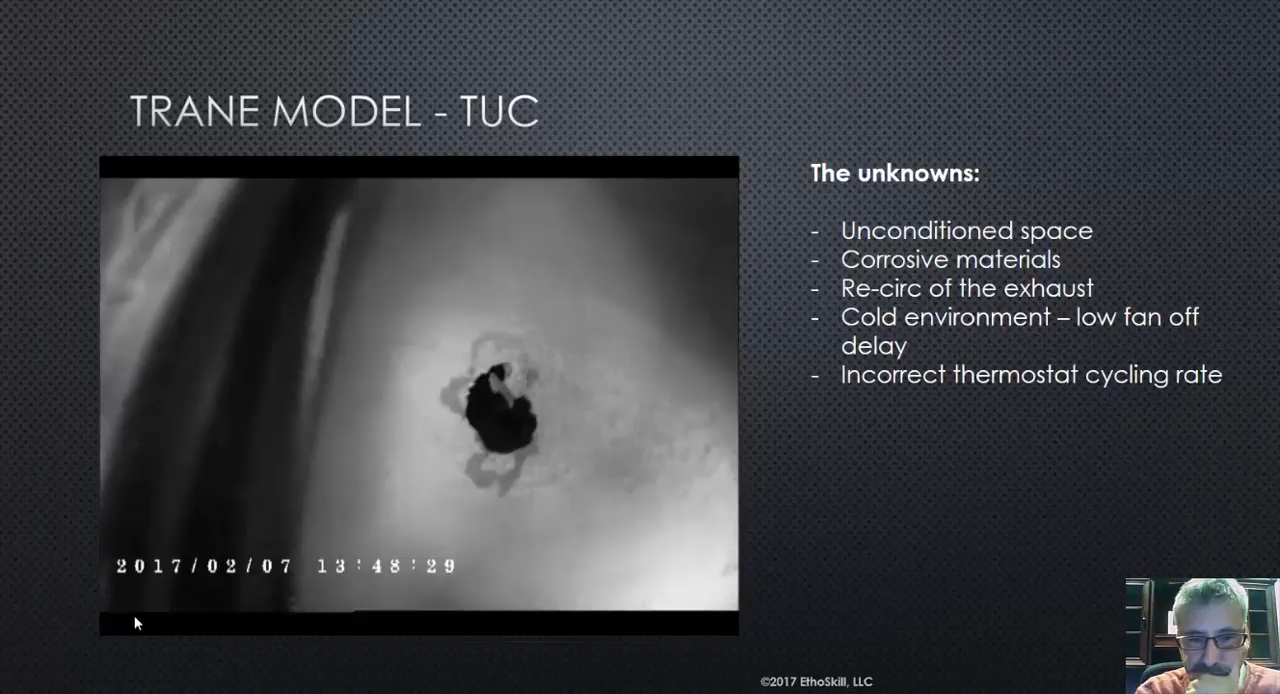 TRANE MODEL - TUC
The unknowns:
- Unconditioned space
- Corrosive materials
- Re-circ of the exhaust
- Cold environment – low fan off
delay
- Incorrect thermostat cycling rate
2017/02/07 13:48:29
©2017 EthoSkill, LLC